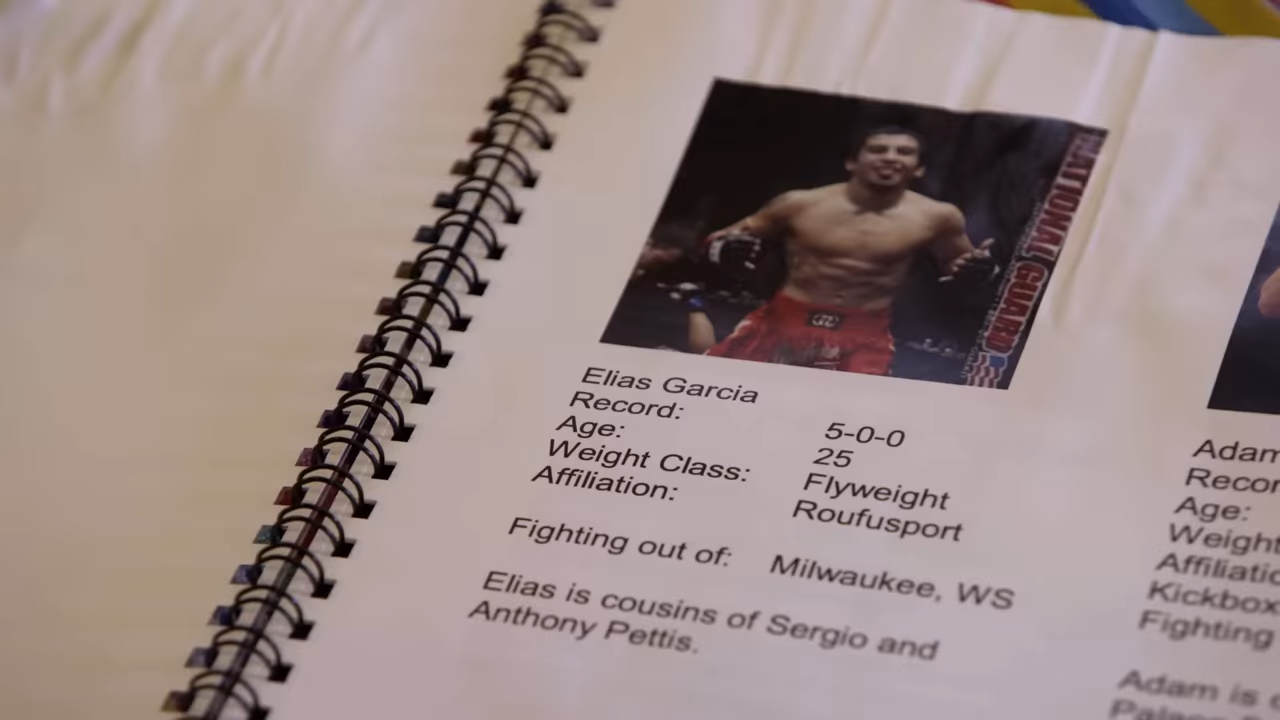 NATIONAL GUARD
Elias Garcia
Record: 5-0-0
Age: 25
Weight Class: Flyweight
Affiliation: Roufusport
Fighting out of: Milwaukee, WS
Elias is cousins of Sergio and
Anthony Pettis.
Adam
Recor
Age:
Weight
Affiliatio
Kickbox
Fighting
Adam is